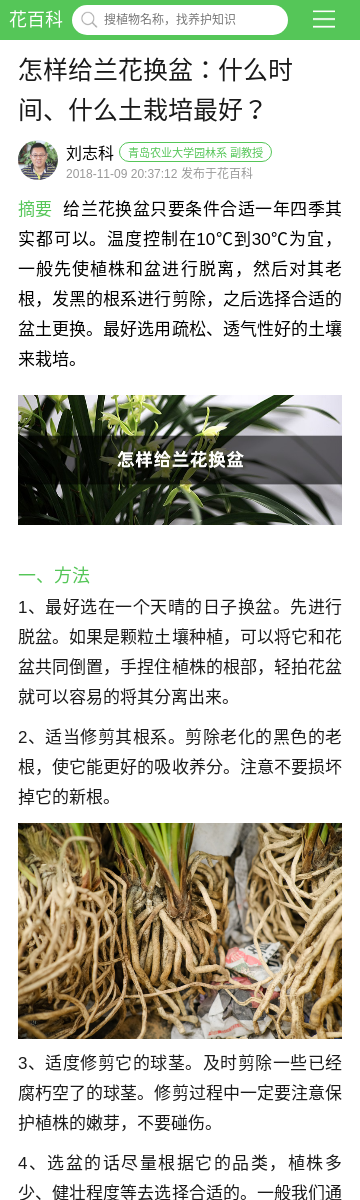 花百科
搜植物名称，找养护知识
怎样给兰花换盆：什么时
间、什么土栽培最好？
刘志科 青岛农业大学园林系 副教授
2018-11-09 20:37:12 发布于花百科
摘要 给兰花换盆只要条件合适一年四季其
实都可以。温度控制在10℃到30℃为宜，
一般先使植株和盆进行脱离，然后对其老
根，发黑的根系进行剪除，之后选择合适的
盆土更换。最好选用疏松、透气性好的土壤
来栽培。
怎样给兰花换盆
一、方法
1、最好选在一个天晴的日子换盆。先进行
脱盆。如果是颗粒土壤种植，可以将它和花
盆共同倒置，手捏住植株的根部，轻拍花盆
就可以容易的将其分离出来。
2、适当修剪其根系。剪除老化的黑色的老
根，使它能更好的吸收养分。注意不要损坏
掉它的新根。
3、适度修剪它的球茎。及时剪除一些已经
腐朽空了的球茎。修剪过程中一定要注意保
护植株的嫩芽，不要碰伤。
4、选盆的话尽量根据它的品类，植株多
少、健壮程度等去选择合适的。一般我们通